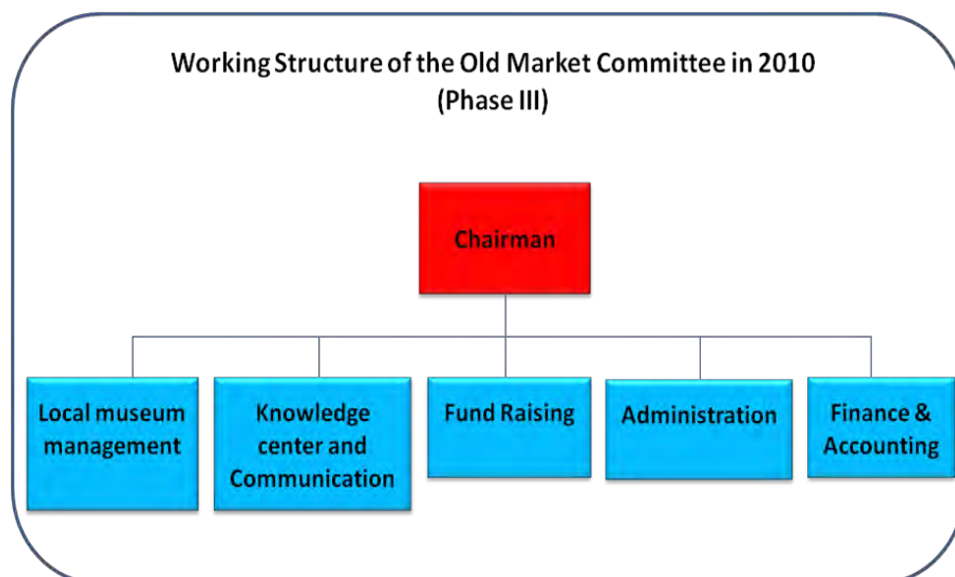 Working Structure of the Old Market Committee in 2010
(Phase III)
Chairman
Local museum
management
Knowledge
center and
Communication
Fund Raising
Administration
Finance &
Accounting